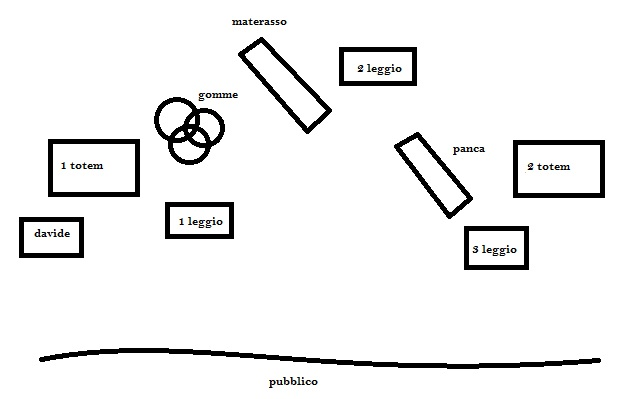 materasso
2 leggio
gomme
panca
1 totem
2 totem
1 leggio
davide
3 leggio
pubblico